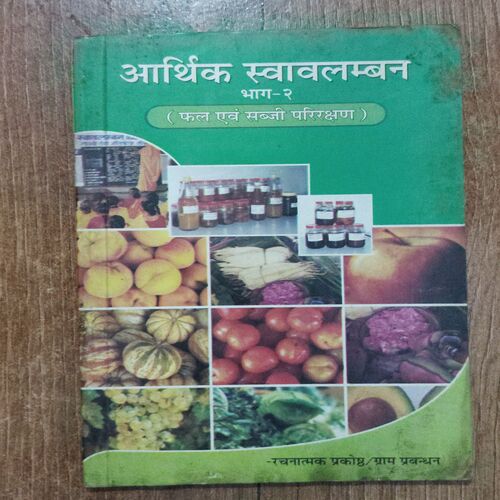 आर्थिक स्वावलम्बन
भाग-२
( फल एवं सब्जी परिरक्षण )
-रचनात्मक प्रकोष्ठ/ग्राम प्रबन्धन